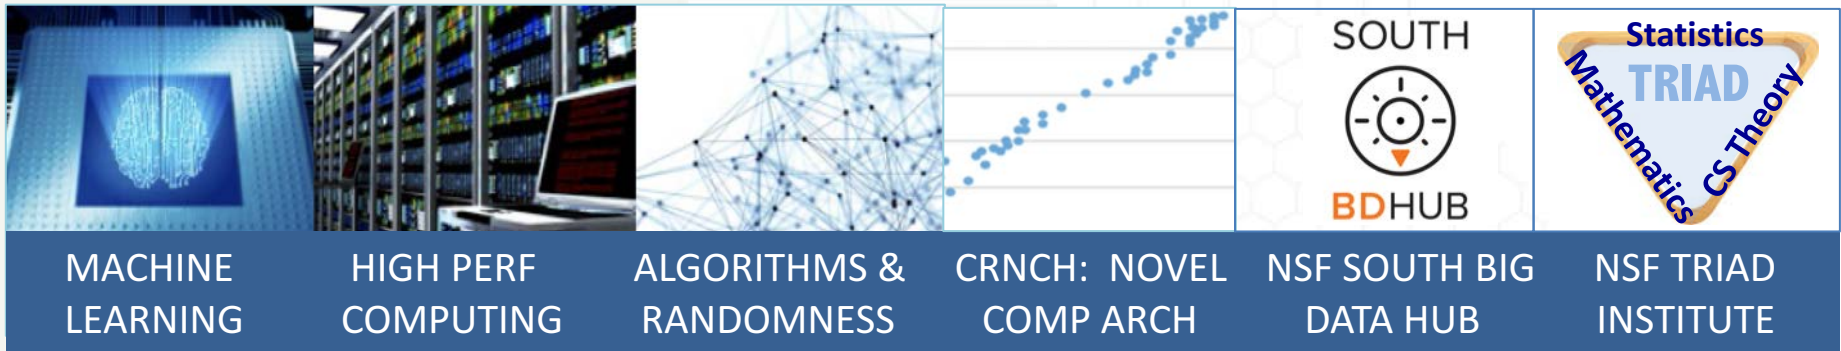 SOUTH
BDHUB
Statistics
TRIAD
Mathematics
CS Theory
MACHINE
LEARNING
HIGH PERF
COMPUTING
ALGORITHMS &
RANDOMNESS
CRNCH:  NOVEL
COMP ARCH
NSF SOUTH BIG
DATA HUB
NSF TRIAD
INSTITUTE